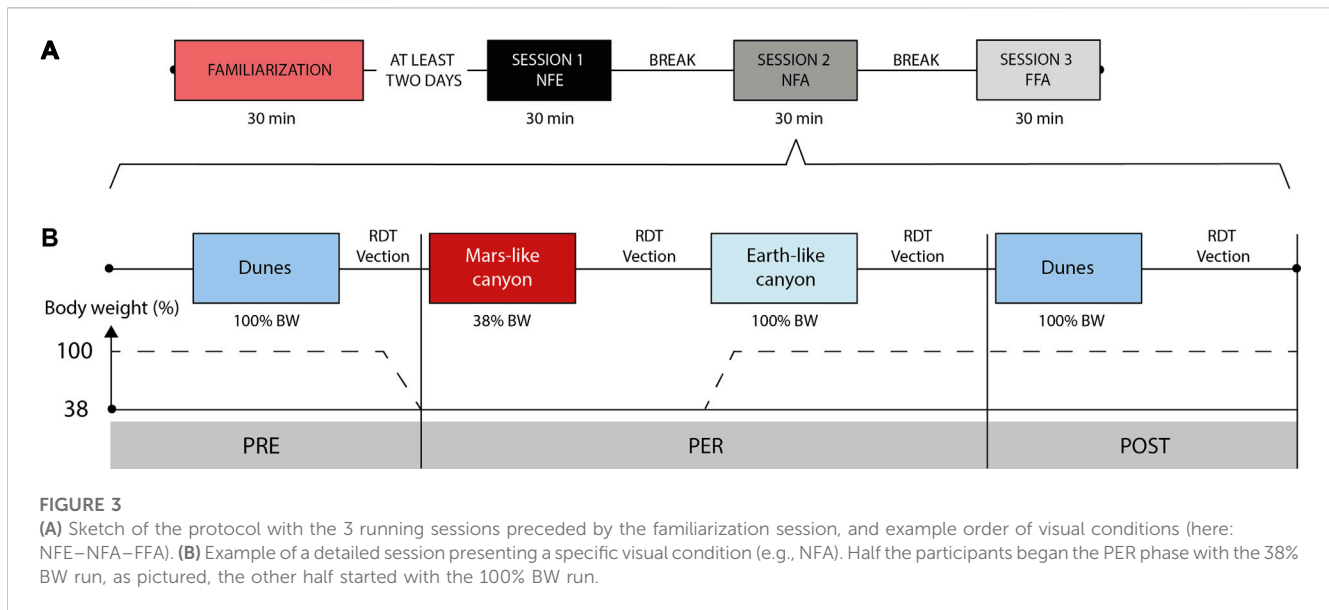 A
FAMILIARIZATION
AT LEAST
TWO DAYS
SESSION 1
NFE
BREAK
SESSION 2
NFA
BREAK
SESSION 3
FFA
30 min
30 min
30 min
30 min
B
Dunes
RDT
Vection
Mars-like
canyon
RDT
Vection
Earth-like
canyon
RDT
Vection
Dunes
RDT
Vection
100% BW
38% BW
100% BW
100% BW
Body weight (%)
100
38
PRE
PER
POST
FIGURE 3
(A) Sketch of the protocol with the 3 running sessions preceded by the familiarization session, and example order of visual conditions (here:
NFE–NFA–FFA). (B) Example of a detailed session presenting a specific visual condition (e.g., NFA). Half the participants began the PER phase with the 38%
BW run, as pictured, the other half started with the 100% BW run.